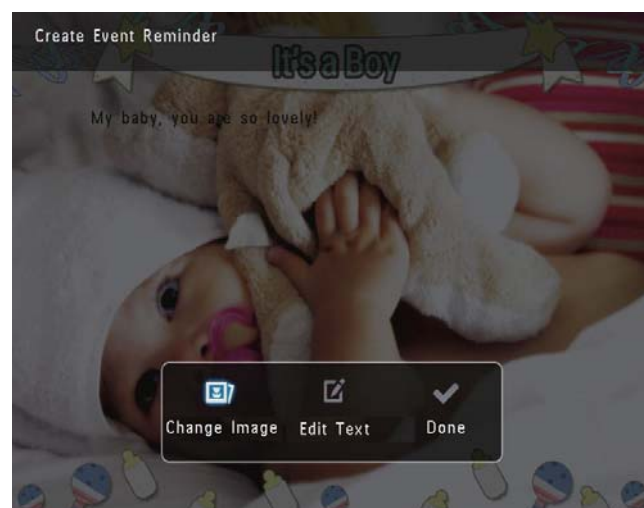 Create Event Reminder
It's a Boy
My baby, you are so lovely!
Change Image
Edit Text
Done